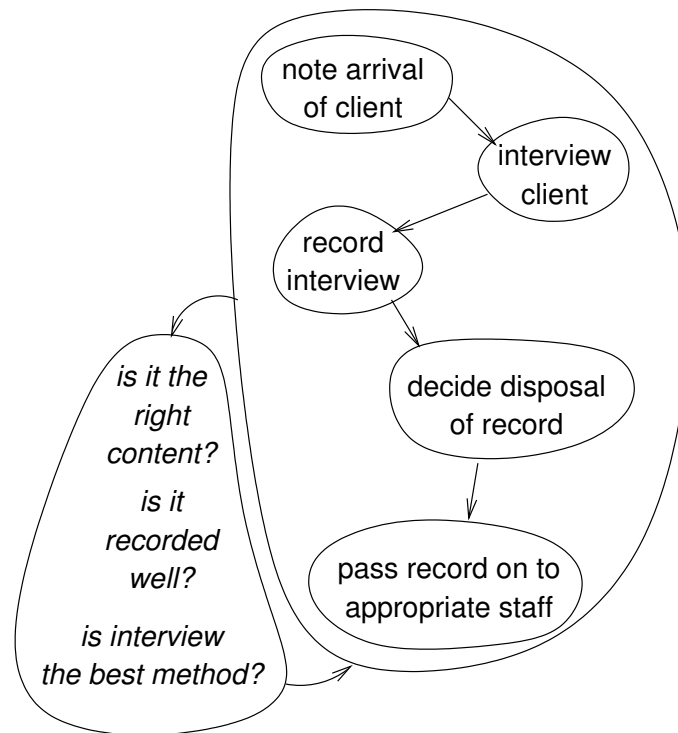 note arrival
of client
interview
client
record
interview
decide disposal
of record
pass record on to
appropriate staff
is it the
right
content?
is it
recorded
well?
is interview
the best method?